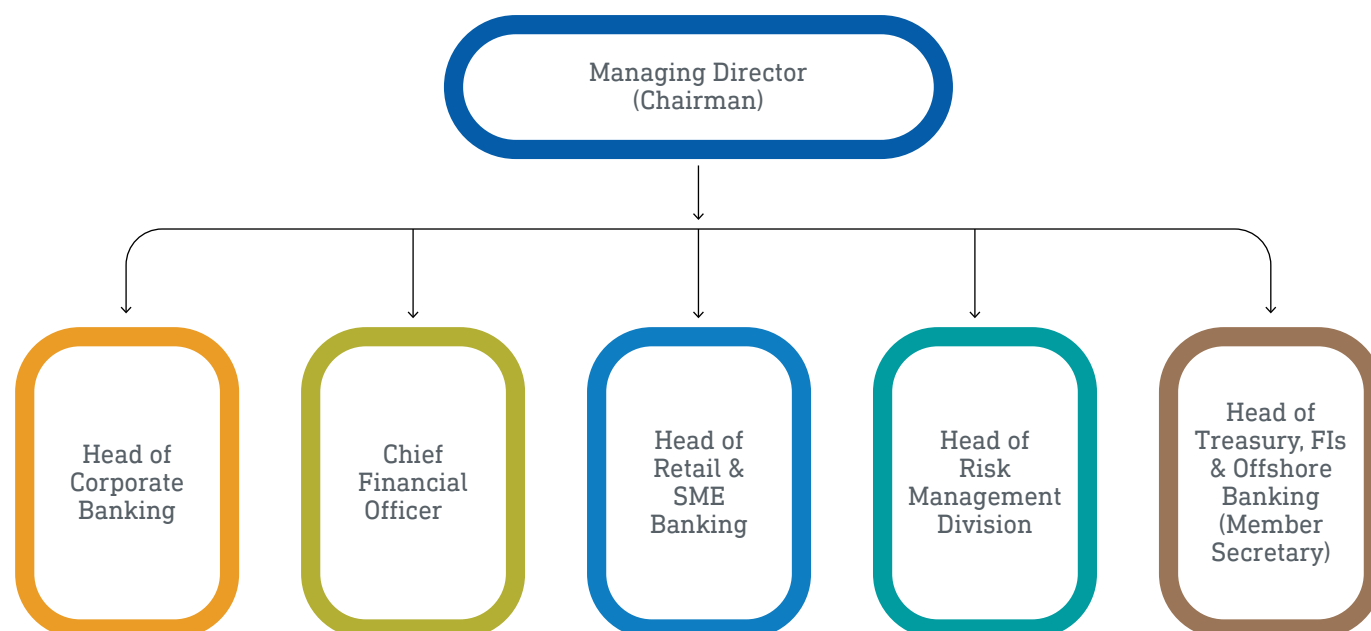 Managing Director
(Chairman)
Head of
Corporate
Banking
Chief
Financial
Officer
Head of
Retail &
SME
Banking
Head of
Risk
Management
Division
Head of
Treasury, FIs
& Offshore
Banking
(Member
Secretary)